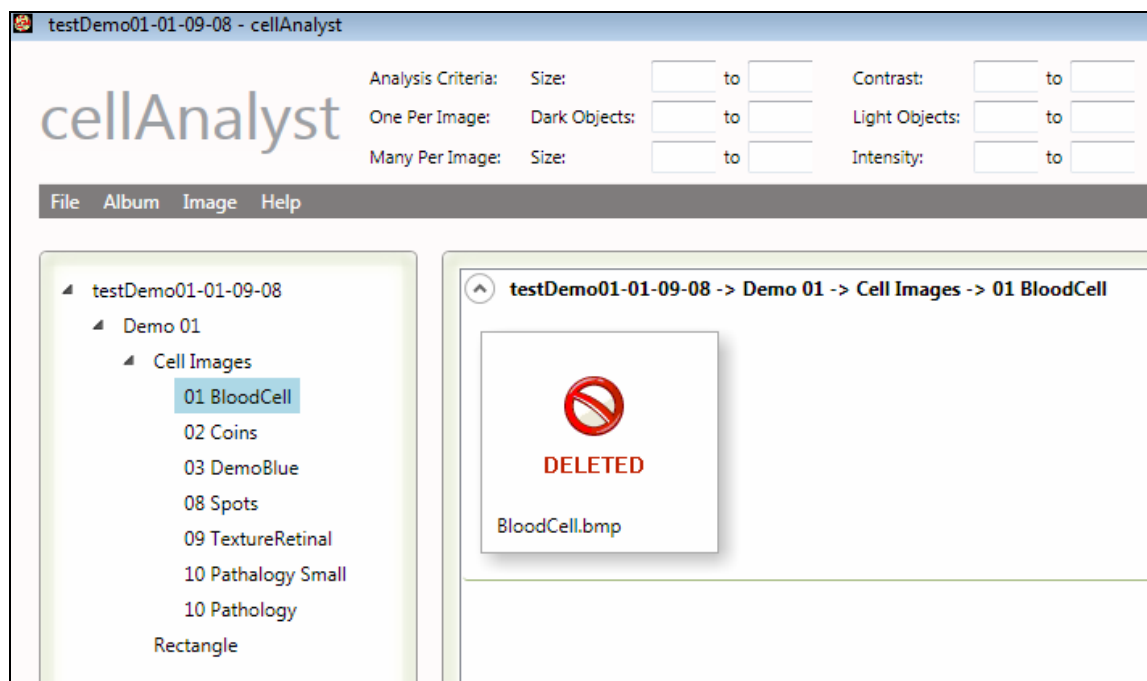 testDemo01-01-09-08 - cellAnalyst
cellAnalyst
Analysis Criteria: Size: to Contrast: to
One Per Image: Dark Objects: to Light Objects: to
Many Per Image: Size: to Intensity: to
File Album Image Help
testDemo01-01-09-08
Demo 01
Cell Images
01 BloodCell
02 Coins
03 DemoBlue
08 Spots
09 TextureRetinal
10 Pathalogy Small
10 Pathology
Rectangle
testDemo01-01-09-08 -> Demo 01 -> Cell Images -> 01 BloodCell
DELETED
BloodCell.bmp